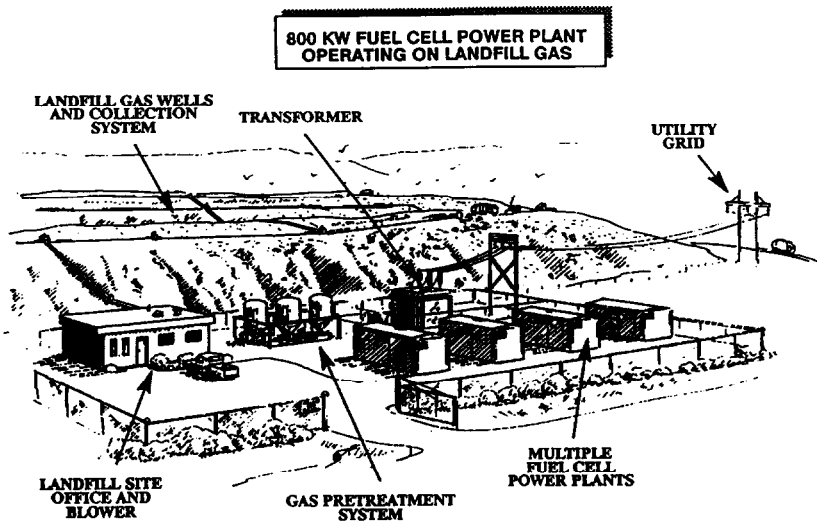 800 KW FUEL CELL POWER PLANT
OPERATING ON LANDFILL GAS
LANDFILL GAS WELLS
AND COLLECTION
SYSTEM
TRANSFORMER
UTILITY
GRID
LANDFILL SITE
OFFICE AND
BLOWER
GAS PRETREATMENT
SYSTEM
MULTIPLE
FUEL CELL
POWER PLANTS